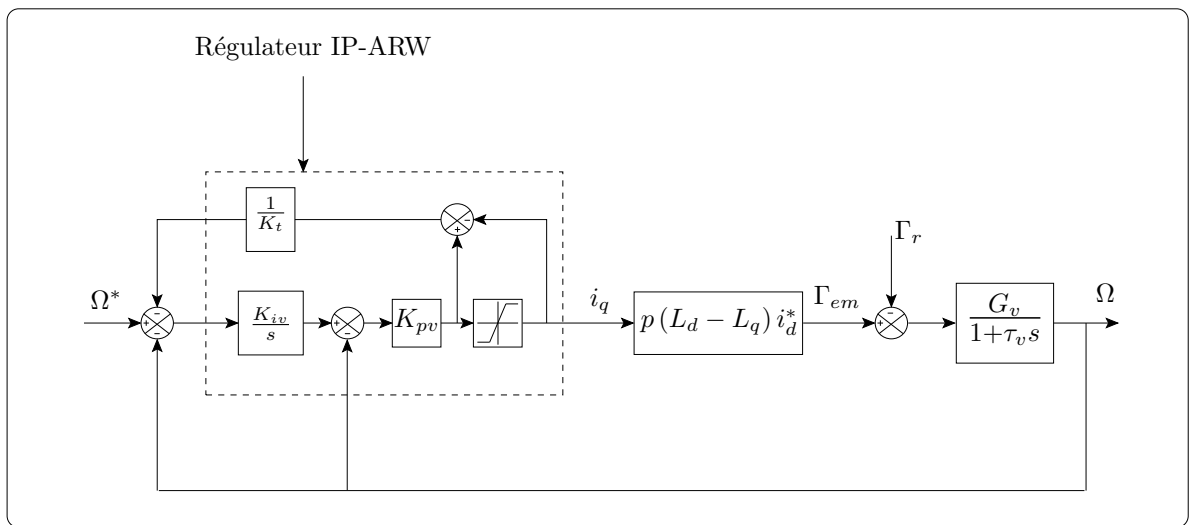 Régulateur IP-ARW
1/K_t
−
+
Γ_r
Ω*
+
−
−
K_iv/s
+
−
K_pv
i_q
p (L_d − L_q) i_d*
Γ_em
+
−
G_v/1+τ_v s
Ω